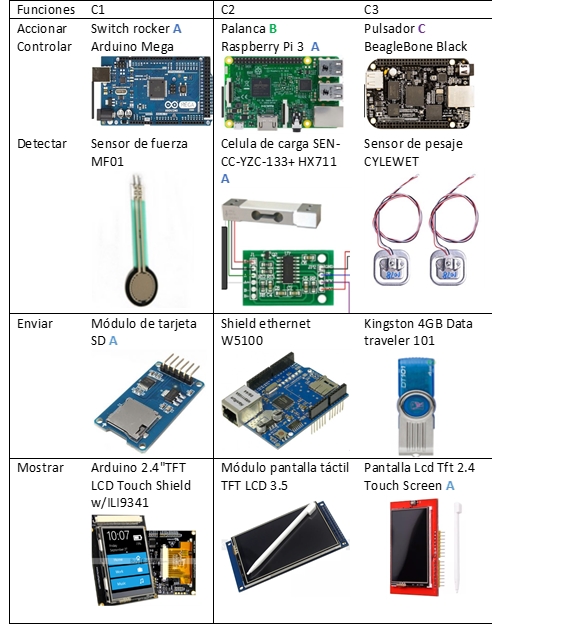 Funciones C1 C2 C3
Accionar Switch rocker A Palanca B Pulsador C
Controlar Arduino Mega Raspberry Pi 3 A BeagleBone Black
Detectar Sensor de fuerza Celula de carga SEN- Sensor de pesaje
MF01 CC-YZC-133+ HX711 CYLEWET
A
Enviar Módulo de tarjeta Shield ethernet Kingston 4GB Data
SD A W5100 traveler 101
Mostrar Arduino 2.4"TFT Módulo pantalla táctil Pantalla Lcd Tft 2.4
LCD Touch Shield TFT LCD 3.5 Touch Screen A
w/ILI9341
10:07